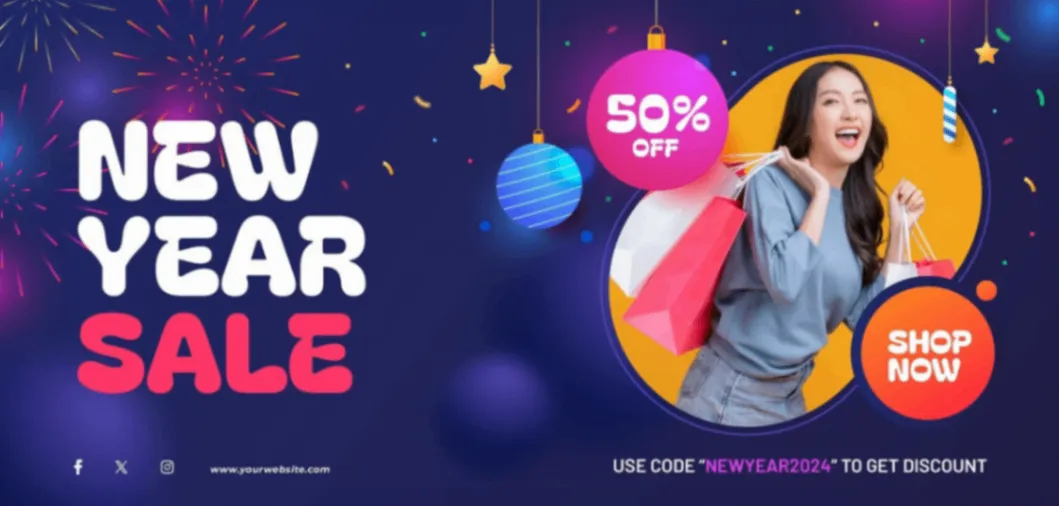 NEW
YEAR
SALE
50%
OFF
SHOP
NOW
www.yourwebsite.com
USE CODE "NEWYEAR2024" TO GET DISCOUNT